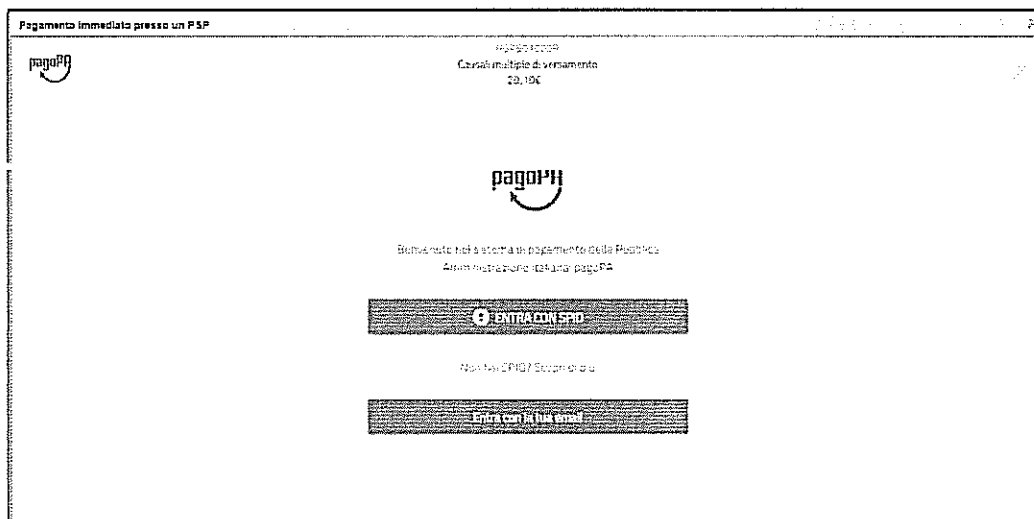 Pagamento immediato presso un PSP
pagoPA
Causali multiple di versamento
pagoPA
Benvenuto nel sistema di pagamento della Pubblica
Amministrazione italiana: pagoPA
ENTRA CON SPID
Non hai SPID? Scopri di più
Entra con la tua email